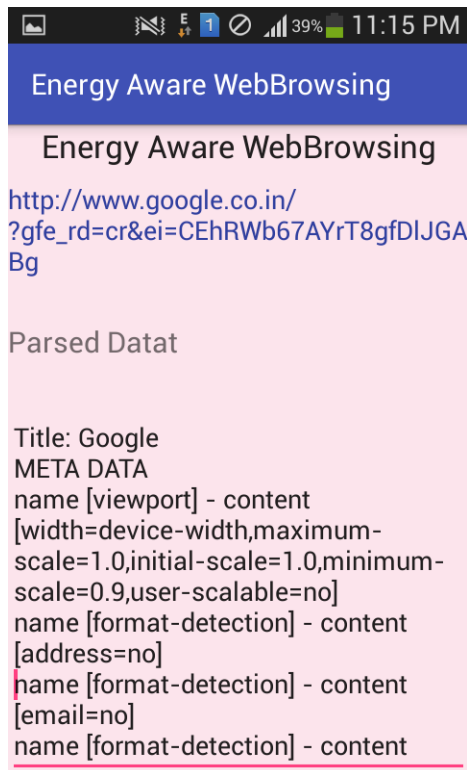 E 1 39% 11:15 PM
Energy Aware WebBrowsing
Energy Aware WebBrowsing
http://www.google.co.in/
?gfe_rd=cr&ei=CEhRWb67AYrT8gfDlJGA
Bg
Parsed Datat
Title: Google
META DATA
name [viewport] - content
[width=device-width,maximum-
scale=1.0,initial-scale=1.0,minimum-
scale=0.9,user-scalable=no]
name [format-detection] - content
[address=no]
name [format-detection] - content
[email=no]
name [format-detection] - content